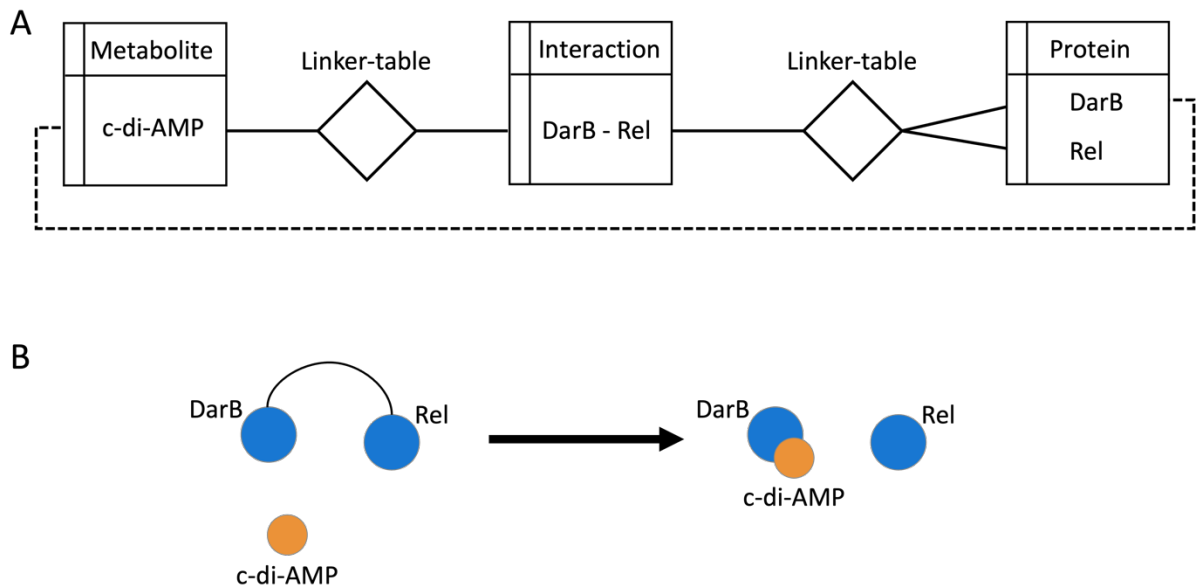 A
Metabolite
c-di-AMP
Linker-table
Interaction
DarB - Rel
Linker-table
Protein
DarB
Rel
B
DarB
Rel
c-di-AMP
DarB
Rel
c-di-AMP